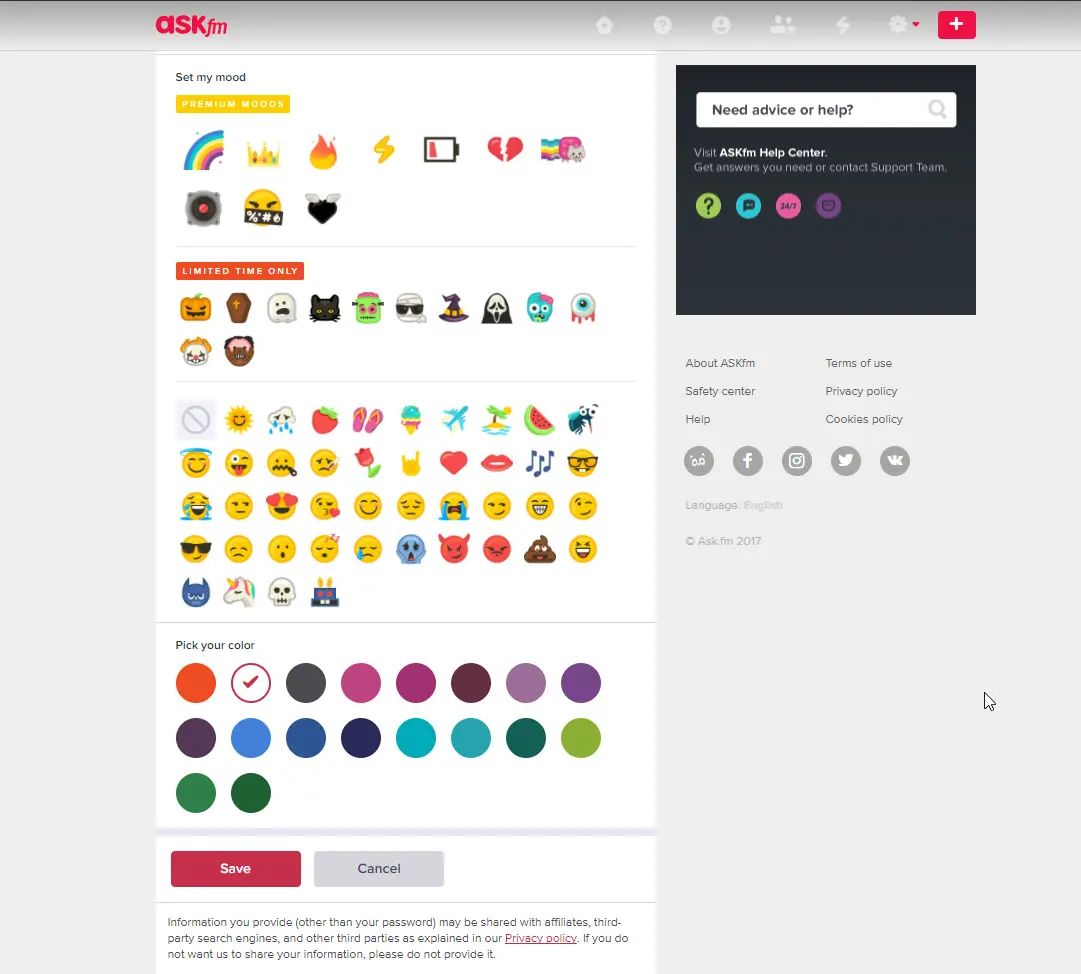 ASKfm
Set my mood
PREMIUM MOODS
%*#
LIMITED TIME ONLY
Pick your color
Save
Cancel
Information you provide (other than your password) may be shared with affiliates, third-
party search engines, and other third parties as explained in our Privacy policy. If you do
not want us to share your information, please do not provide it.
Need advice or help?
Visit ASKfm Help Center.
Get answers you need or contact Support Team.
?
24/7
About ASKfm
Terms of use
Safety center
Privacy policy
Help
Cookies policy
Language: English
© Ask.fm 2017